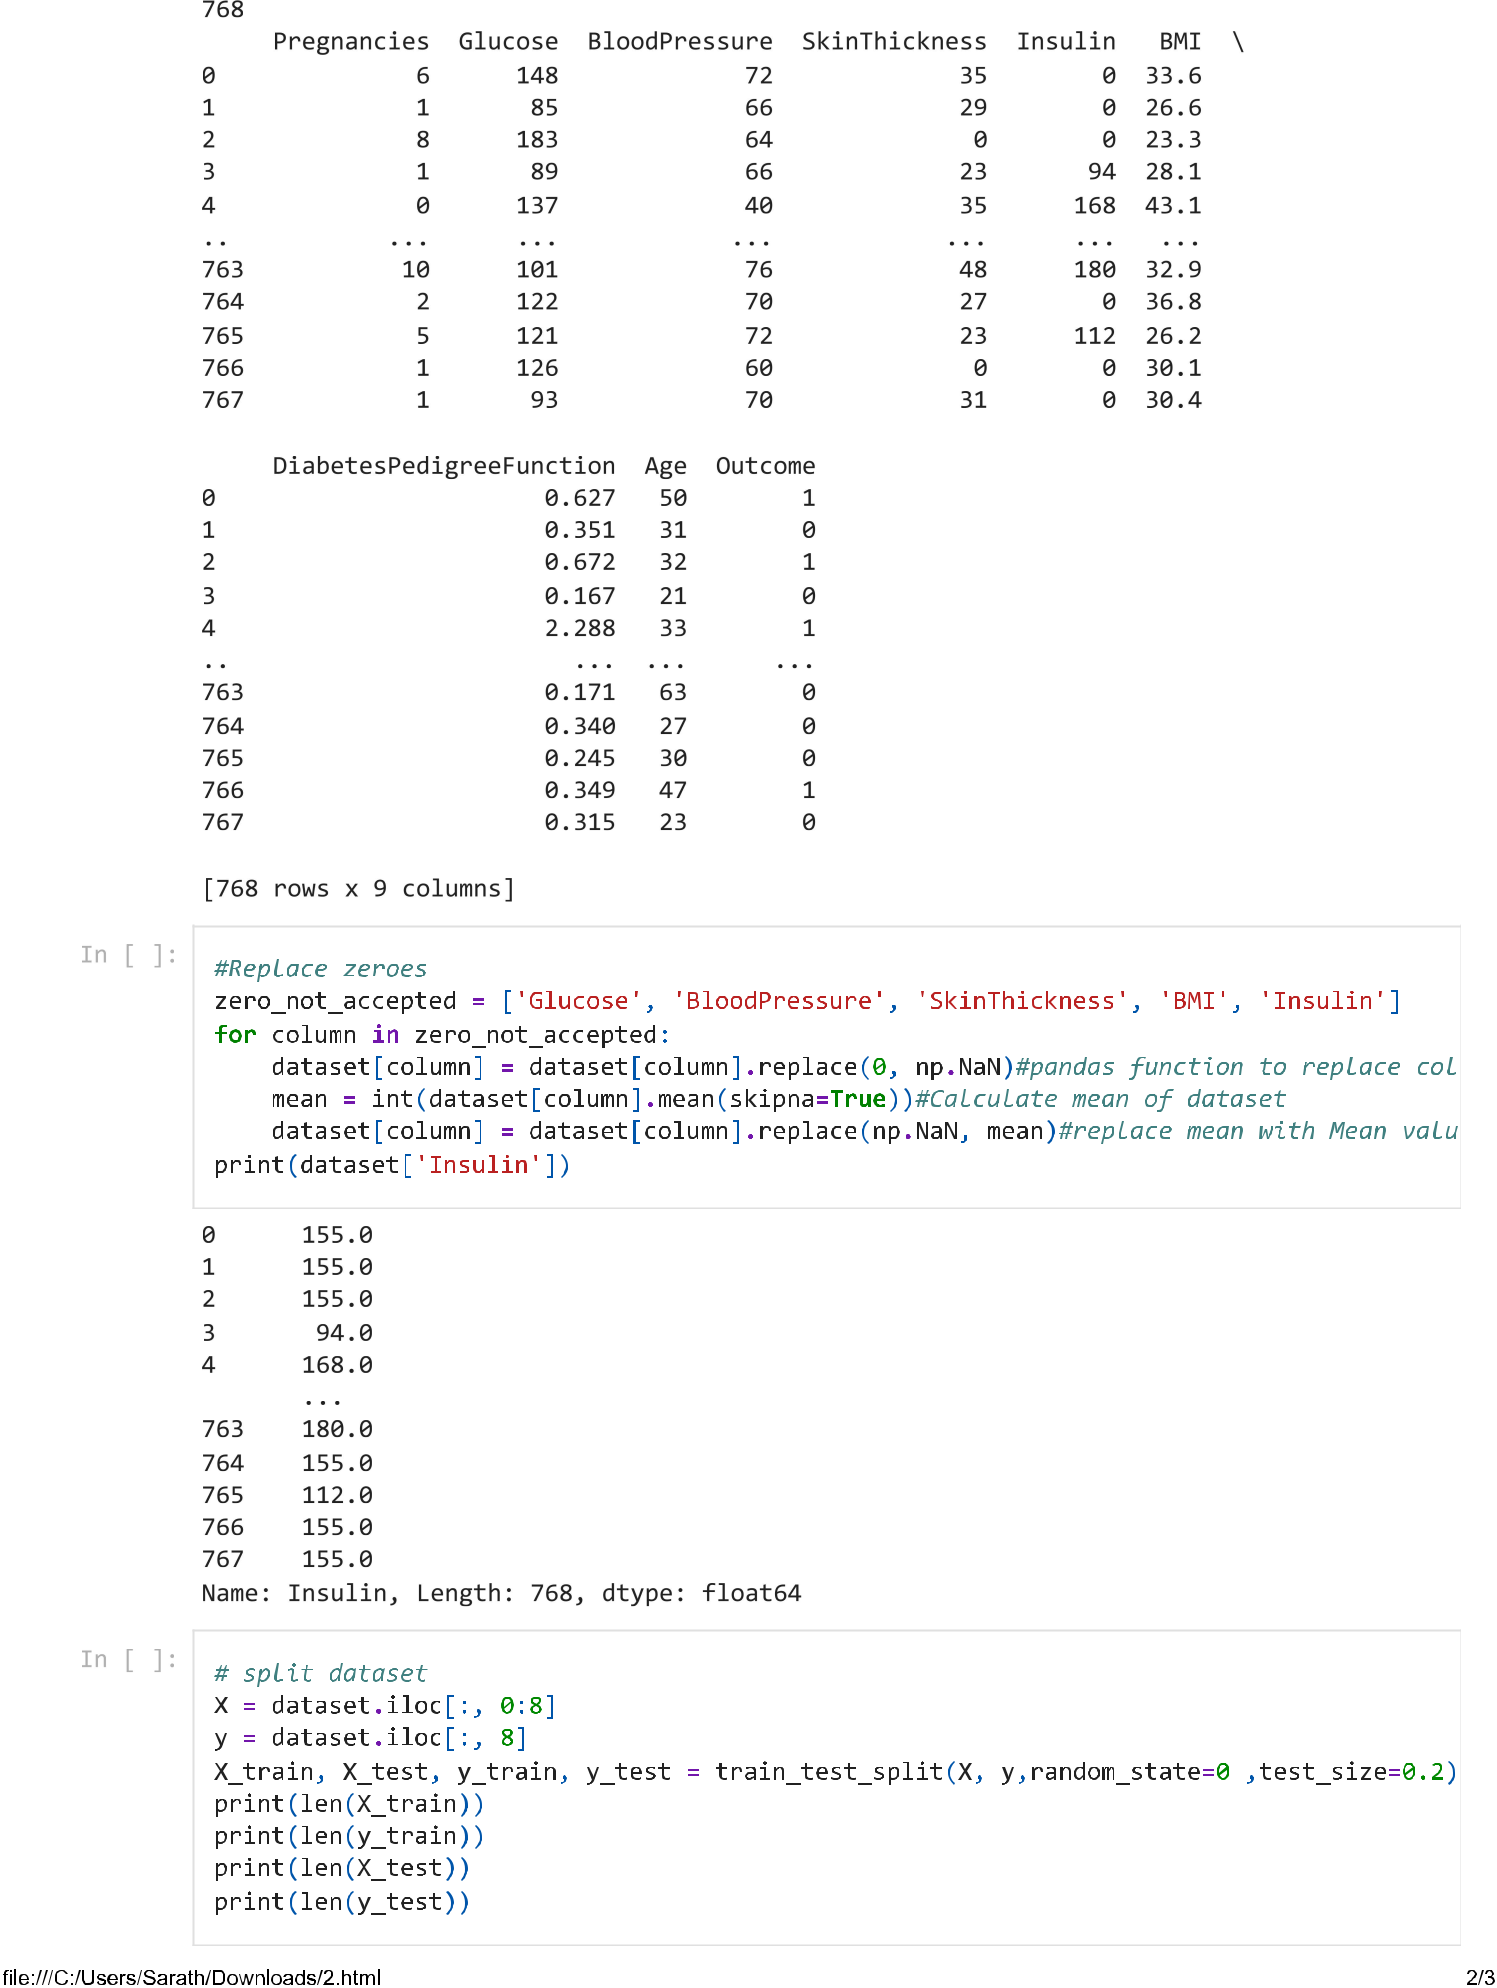 768
     Pregnancies  Glucose  BloodPressure  SkinThickness  Insulin   BMI  \
0              6      148             72             35        0  33.6
1              1       85             66             29        0  26.6
2              8      183             64              0        0  23.3
3              1       89             66             23       94  28.1
4              0      137             40             35      168  43.1
..           ...      ...            ...            ...      ...   ...
763           10      101             76             48      180  32.9
764            2      122             70             27        0  36.8
765            5      121             72             23      112  26.2
766            1      126             60              0        0  30.1
767            1       93             70             31        0  30.4
     DiabetesPedigreeFunction  Age  Outcome
0                       0.627   50        1
1                       0.351   31        0
2                       0.672   32        1
3                       0.167   21        0
4                       2.288   33        1
..                        ...  ...      ...
763                     0.171   63        0
764                     0.340   27        0
765                     0.245   30        0
766                     0.349   47        1
767                     0.315   23        0
[768 rows x 9 columns]
In [ ]:
#Replace zeroes
zero_not_accepted = ['Glucose', 'BloodPressure', 'SkinThickness', 'BMI', 'Insulin']
for column in zero_not_accepted:
    dataset[column] = dataset[column].replace(0, np.NaN)#pandas function to replace col
    mean = int(dataset[column].mean(skipna=True))#Calculate mean of dataset
    dataset[column] = dataset[column].replace(np.NaN, mean)#replace mean with Mean valu
print(dataset['Insulin'])
0      155.0
1      155.0
2      155.0
3       94.0
4      168.0
       ...
763    180.0
764    155.0
765    112.0
766    155.0
767    155.0
Name: Insulin, Length: 768, dtype: float64
In [ ]:
# split dataset
X = dataset.iloc[:, 0:8]
y = dataset.iloc[:, 8]
X_train, X_test, y_train, y_test = train_test_split(X, y,random_state=0 ,test_size=0.2)
print(len(X_train))
print(len(y_train))
print(len(X_test))
print(len(y_test))
file:///C:/Users/Sarath/Downloads/2.html 2/3